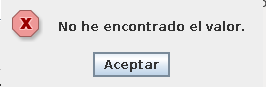 No he encontrado el valor.
Aceptar